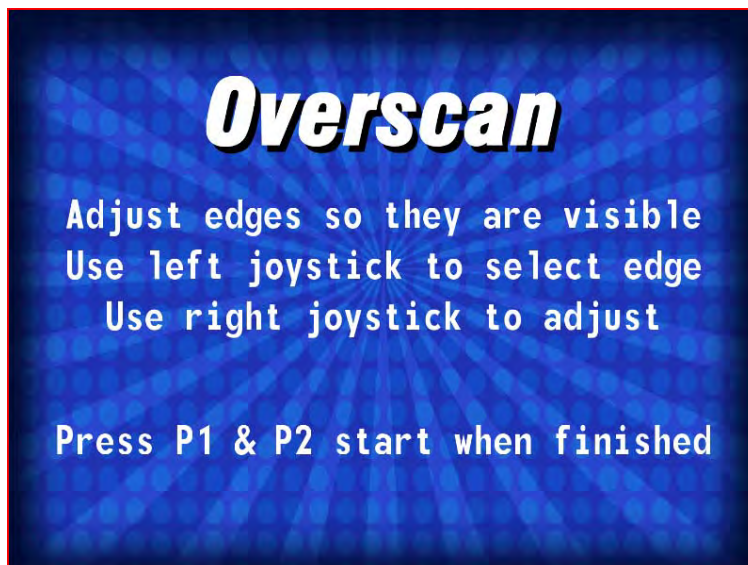 Overscan
Adjust edges so they are visible
Use left joystick to select edge
Use right joystick to adjust
Press P1 & P2 start when finished